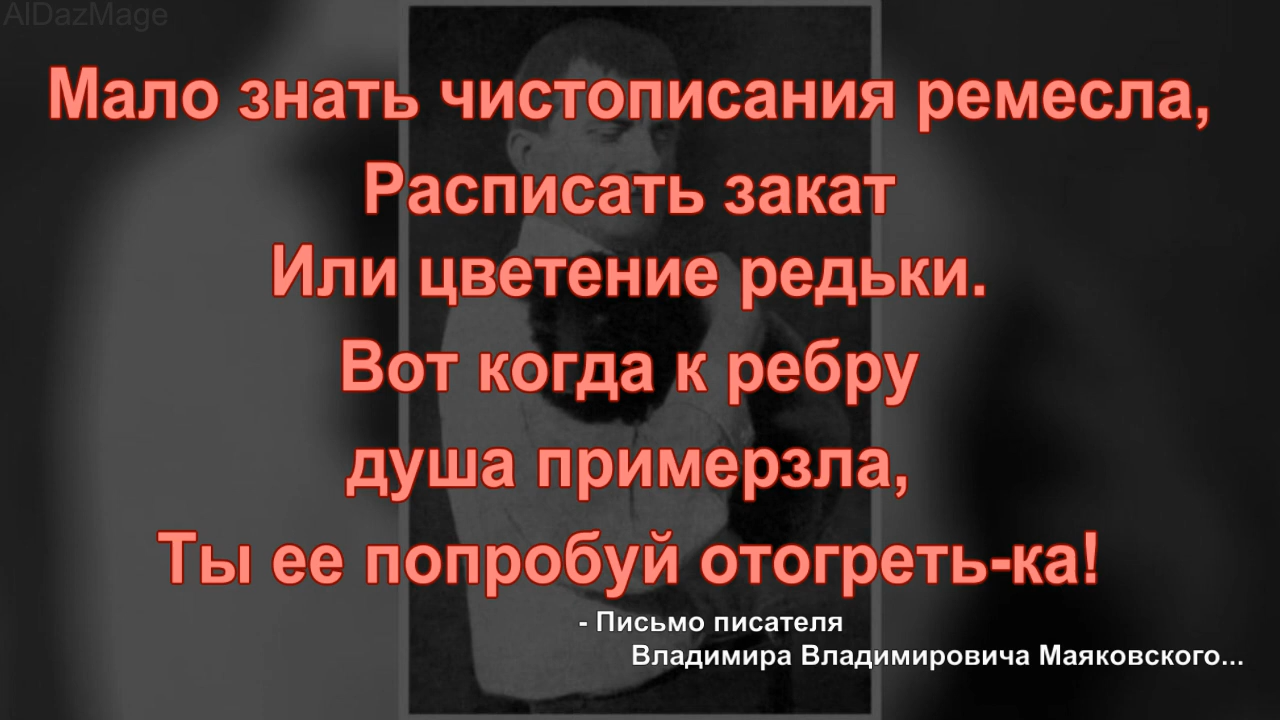 AlDazMage
Мало знать чистописания ремесла,
Расписать закат
Или цветение редьки.
Вот когда к ребру
душа примерзла,
Ты ее попробуй отогреть-ка!
- Письмо писателя
Владимира Владимировича Маяковского...